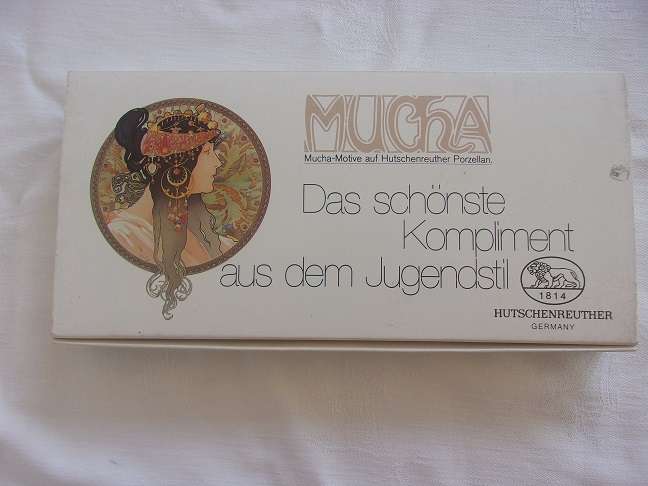 MUCHA
Mucha-Motive auf Hutschenreuther Porzellan.
Das schönste
Kompliment
aus dem Jugendstil
1814
HUTSCHENREUTHER
GERMANY